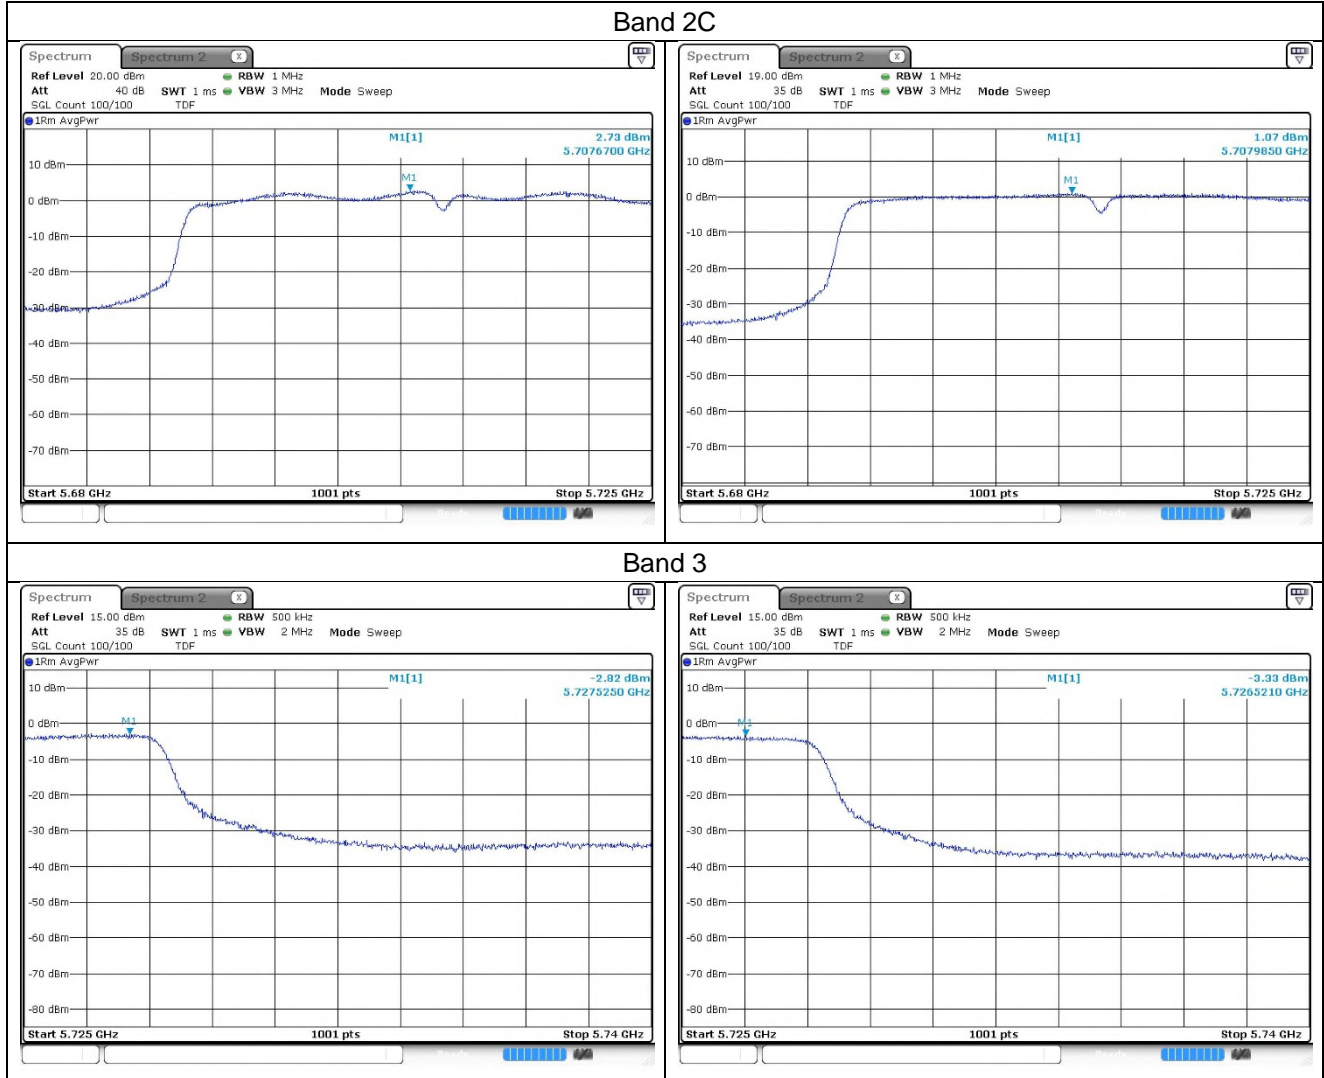 Band 2C
Spectrum Spectrum 2 X
Ref Level 20.00 dBm RBW 1 MHz
Att 40 dB SWT 1 ms VBW 3 MHz Mode Sweep
SGL Count 100/100 TDF
1Rm AvgPwr
M1[1] 2.73 dBm
5.7076700 GHz
10 dBm
M1
0 dBm
-10 dBm
-20 dBm
-30 dBm
-40 dBm
-50 dBm
-60 dBm
-70 dBm
Start 5.68 GHz 1001 pts Stop 5.725 GHz
Spectrum Spectrum 2 X
Ref Level 19.00 dBm RBW 1 MHz
Att 35 dB SWT 1 ms VBW 3 MHz Mode Sweep
SGL Count 100/100 TDF
1Rm AvgPwr
M1[1] 1.07 dBm
5.7079850 GHz
10 dBm
M1
0 dBm
-10 dBm
-20 dBm
-30 dBm
-40 dBm
-50 dBm
-60 dBm
-70 dBm
Start 5.68 GHz 1001 pts Stop 5.725 GHz
Band 3
Spectrum Spectrum 2 X
Ref Level 15.00 dBm RBW 500 kHz
Att 35 dB SWT 1 ms VBW 2 MHz Mode Sweep
SGL Count 100/100 TDF
1Rm AvgPwr
M1[1] -2.82 dBm
5.7275250 GHz
10 dBm
0 dBm
M1
-10 dBm
-20 dBm
-30 dBm
-40 dBm
-50 dBm
-60 dBm
-70 dBm
-80 dBm
Start 5.725 GHz 1001 pts Stop 5.74 GHz
Spectrum Spectrum 2 X
Ref Level 15.00 dBm RBW 500 kHz
Att 35 dB SWT 1 ms VBW 2 MHz Mode Sweep
SGL Count 100/100 TDF
1Rm AvgPwr
M1[1] -3.33 dBm
5.7265210 GHz
10 dBm
0 dBm
M1
-10 dBm
-20 dBm
-30 dBm
-40 dBm
-50 dBm
-60 dBm
-70 dBm
-80 dBm
Start 5.725 GHz 1001 pts Stop 5.74 GHz